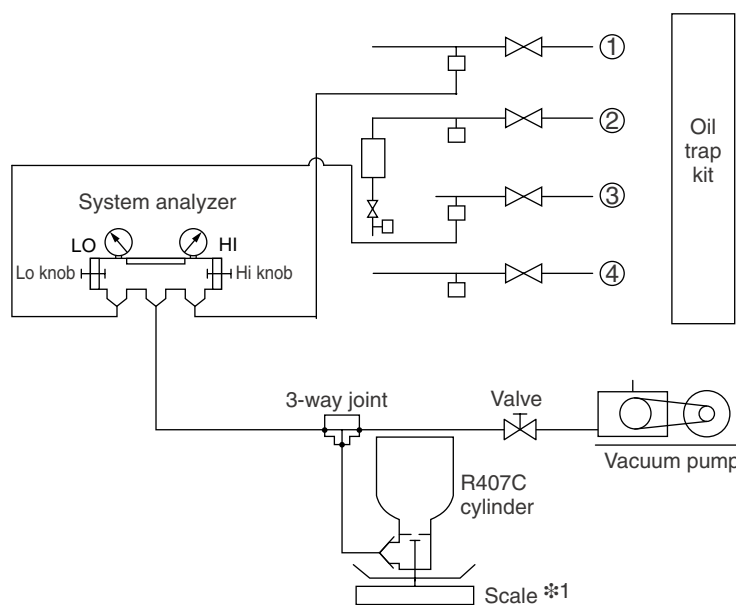 ①
②
③
④
Oil
trap
kit
System analyzer
LO
HI
Lo knob
Hi knob
3-way joint
Valve
Vacuum pump
R407C
cylinder
Scale ✻1